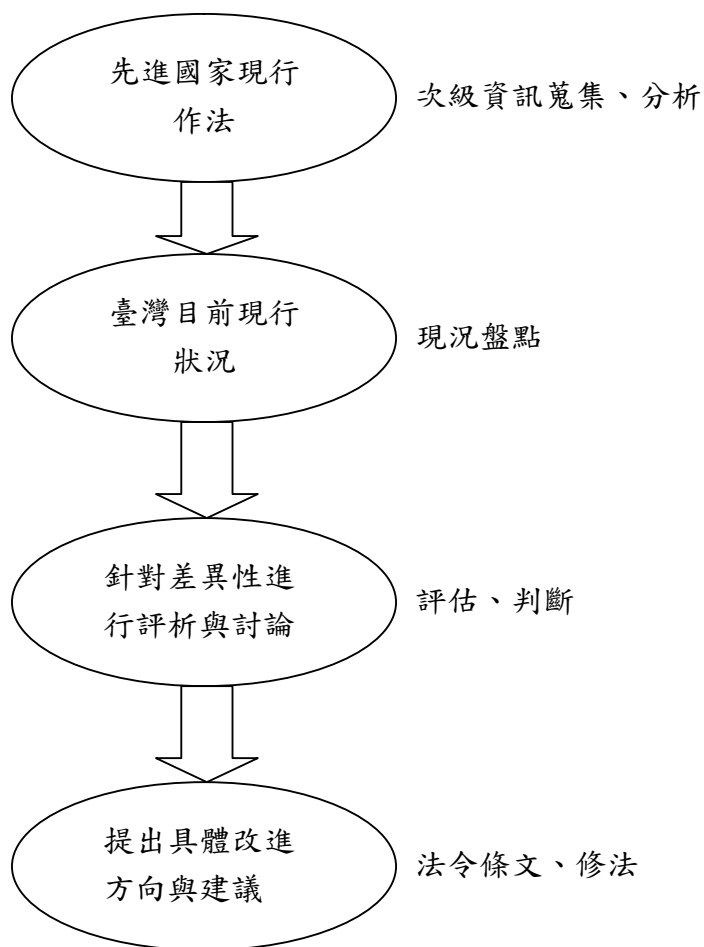 先進國家現行
作法
次級資訊蒐集、分析
臺灣目前現行
狀況
現況盤點
針對差異性進
行評析與討論
評估、判斷
提出具體改進
方向與建議
法令條文、修法